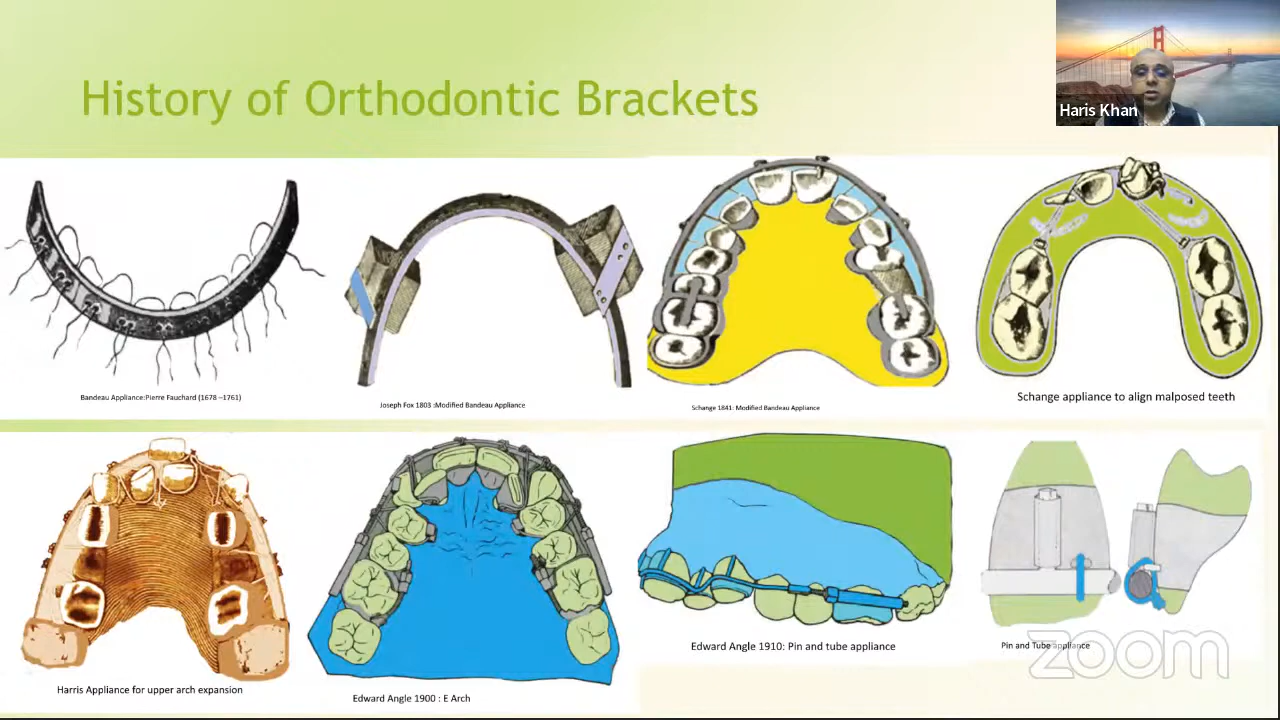 History of Orthodontic Brackets
Haris Khan
Bandeau Appliance:Pierre Fauchard (1678 –1761)
Joseph Fox 1803 :Modified Bandeau Appliance
Schange 1841: Modified Bandeau Appliance
Schange appliance to align malposed teeth
Harris Appliance for upper arch expansion
Edward Angle 1900 : E Arch
Edward Angle 1910: Pin and tube appliance
Pin and Tube appliance
zoom